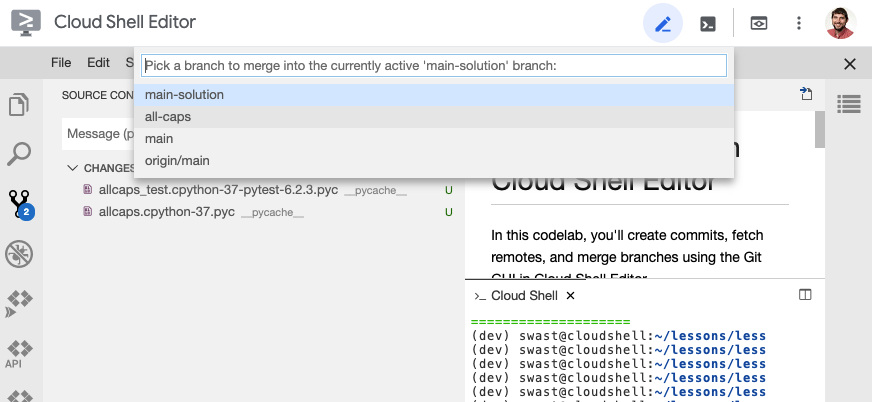 Cloud Shell Editor
File Edit S
Pick a branch to merge into the currently active 'main-solution' branch:
main-solution
all-caps
main
origin/main
SOURCE CON
Message (p
CHANGES
allcaps_test.cpython-37-pytest-6.2.3.pyc __pycache__ U
allcaps.cpython-37.pyc __pycache__ U
2
API
Cloud Shell Editor
In this codelab, you'll create commits, fetch
remotes, and merge branches using the Git
GUI in Cloud Shell Editor
>_ Cloud Shell ×
====================
(dev) swast@cloudshell:~/lessons/less
(dev) swast@cloudshell:~/lessons/less
(dev) swast@cloudshell:~/lessons/less
(dev) swast@cloudshell:~/lessons/less
(dev) swast@cloudshell:~/lessons/less